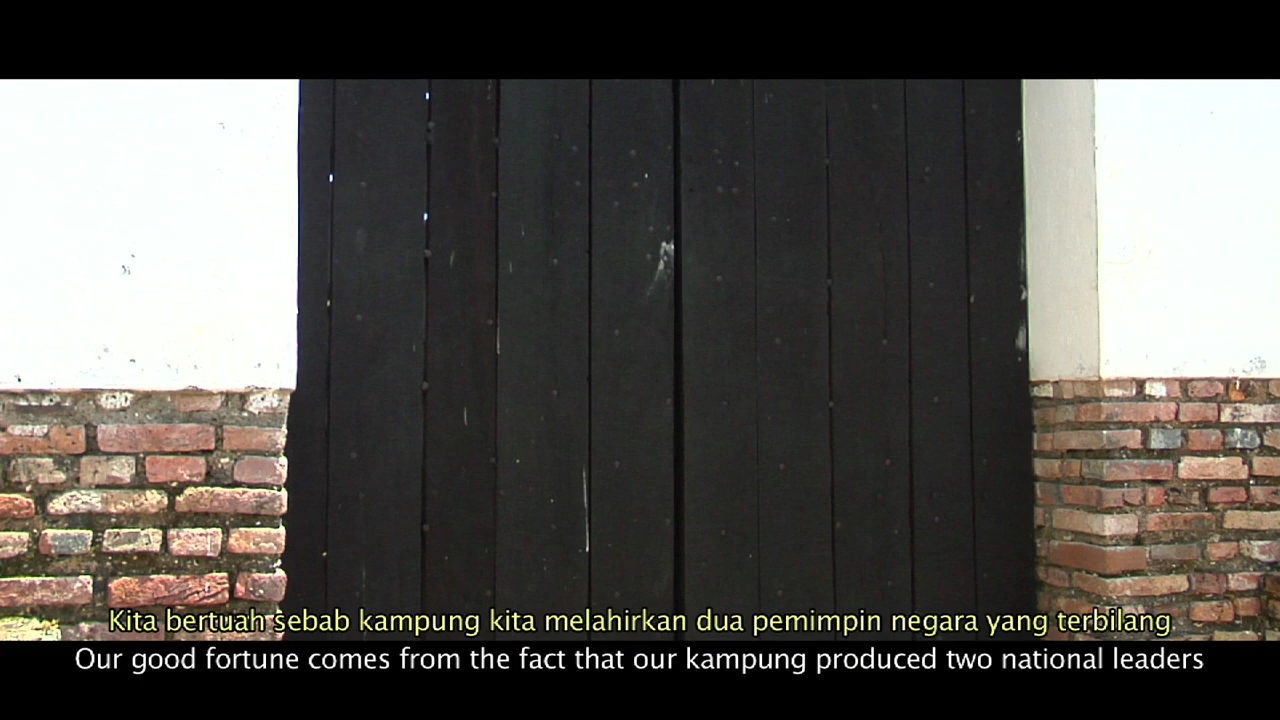 Kita bertuah sebab kampung kita melahirkan dua pemimpin negara yang terbilang
Our good fortune comes from the fact that our kampung produced two national leaders